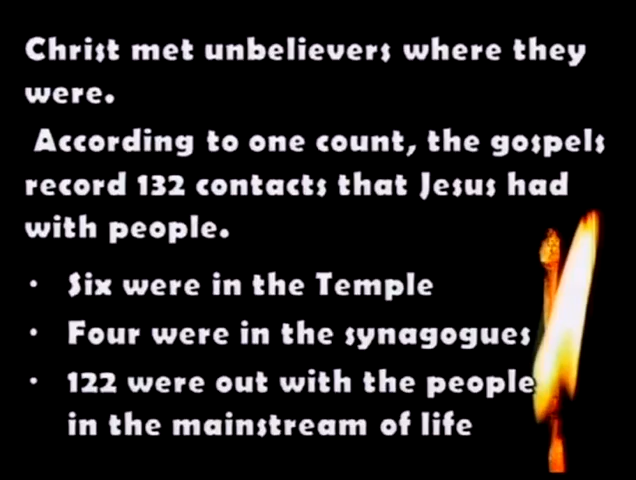 Christ met unbelievers where they
were.
According to one count, the gospels
record 132 contacts that Jesus had
with people.
• Six were in the Temple
• Four were in the synagogues
• 122 were out with the people
in the mainstream of life